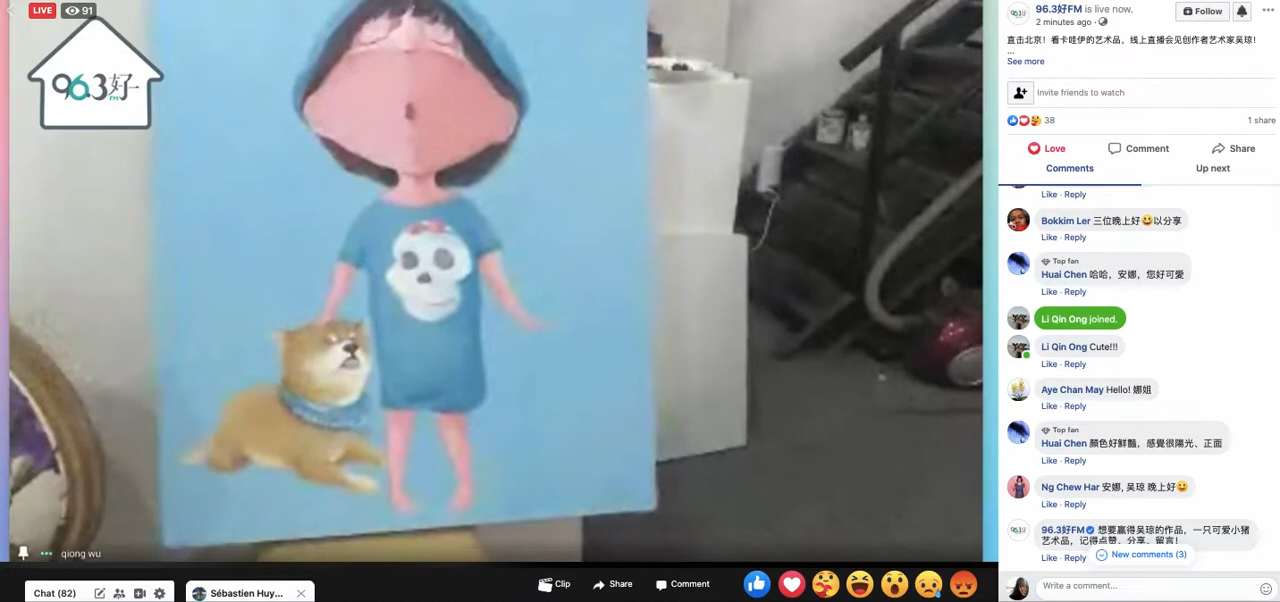 LIVE
91
96.3好
FM
qiong wu
Clip
Share
Comment
Chat (82)
Sébastien Huy...
96.3好FM is live now.
2 minutes ago ·
Follow
直击北京！看卡哇伊的艺术品，线上直播会见创作者艺术家吴琼！
...
See more
Invite friends to watch
38
1 share
Love
Comment
Share
Comments
Up next
Like · Reply
Bokkim Ler 三位晚上好😀以分享
Like · Reply
Top fan
Huai Chen 哈哈，安娜，您好可愛
Like · Reply
Li Qin Ong joined.
Li Qin Ong Cute!!!
Like · Reply
Aye Chan May Hello! 娜姐
Like · Reply
Top fan
Huai Chen 顏色好鮮豔，感覺很陽光、正面
Like · Reply
Ng Chew Har 安娜, 吴琼 晚上好😀
Like · Reply
96.3好FM 想要赢得吴琼的作品，一只可爱小猪
艺术品，记得点赞、分享、留言！
Like · Reply
New comments (3)
Write a comment...